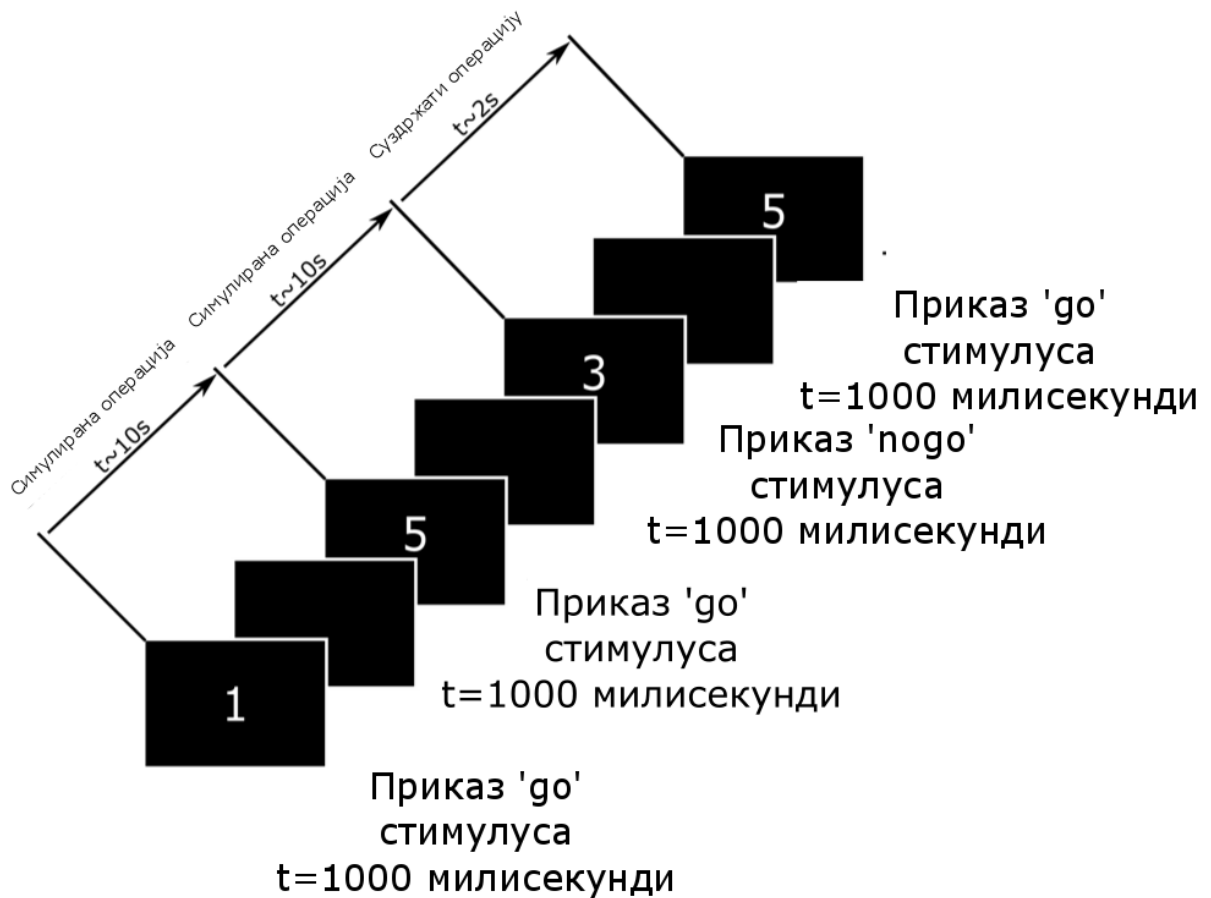 Суздржати операцију
t~2s
5
Симулирана операција
t~10s
Приказ 'go'
стимулуса
t=1000 милисекунди
3
Приказ 'nogo'
стимулуса
t=1000 милисекунди
Симулирана операција
t~10s
5
Приказ 'go'
стимулуса
t=1000 милисекунди
1
Приказ 'go'
стимулуса
t=1000 милисекунди